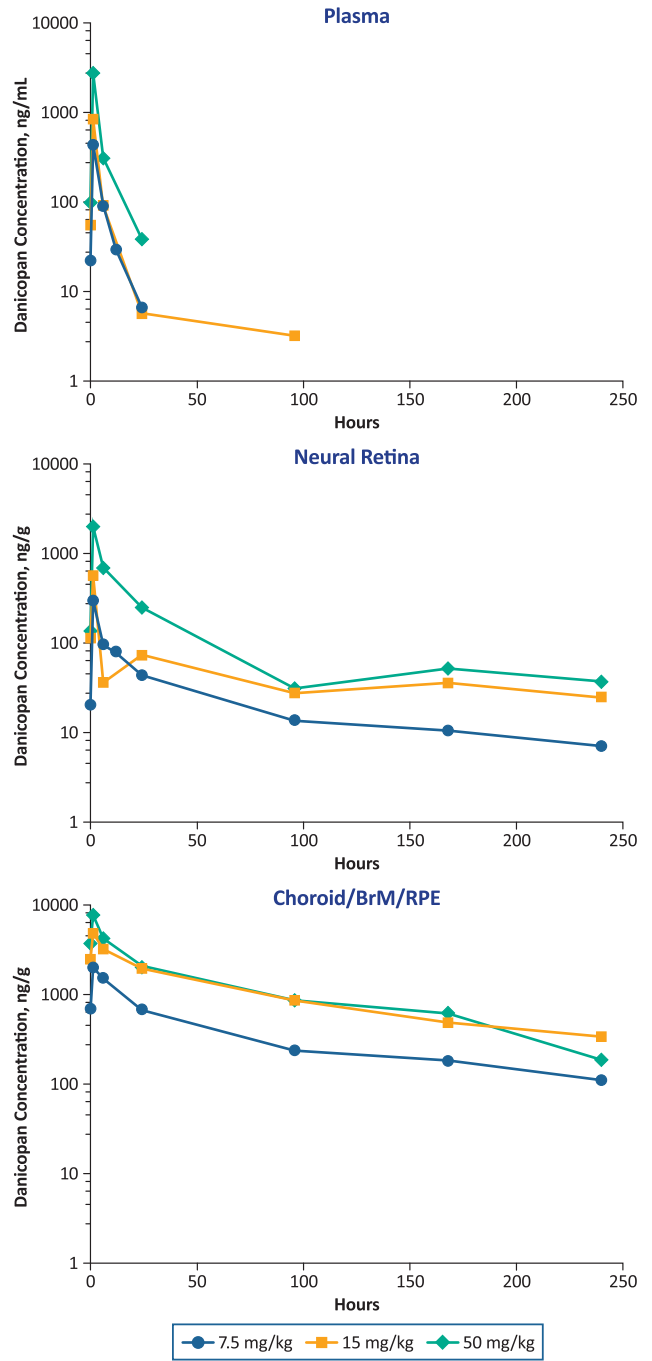 Plasma
Danicopan Concentration, ng/mL
10000
1000
100
10
1
0 50 100 150 200 250
Hours
Neural Retina
Danicopan Concentration, ng/g
10000
1000
100
10
1
0 50 100 150 200 250
Hours
Choroid/BrM/RPE
Danicopan Concentration, ng/g
10000
1000
100
10
1
0 50 100 150 200 250
Hours
7.5 mg/kg 15 mg/kg 50 mg/kg